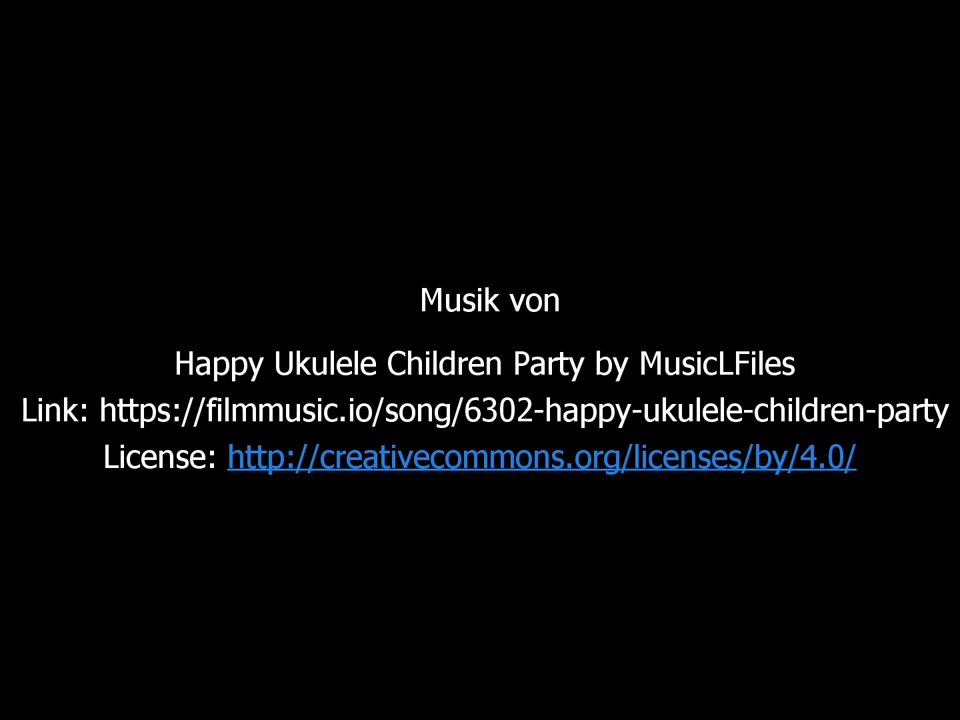 Musik von
Happy Ukulele Children Party by MusicLFiles
Link: https://filmmusic.io/song/6302-happy-ukulele-children-party
License: http://creativecommons.org/licenses/by/4.0/